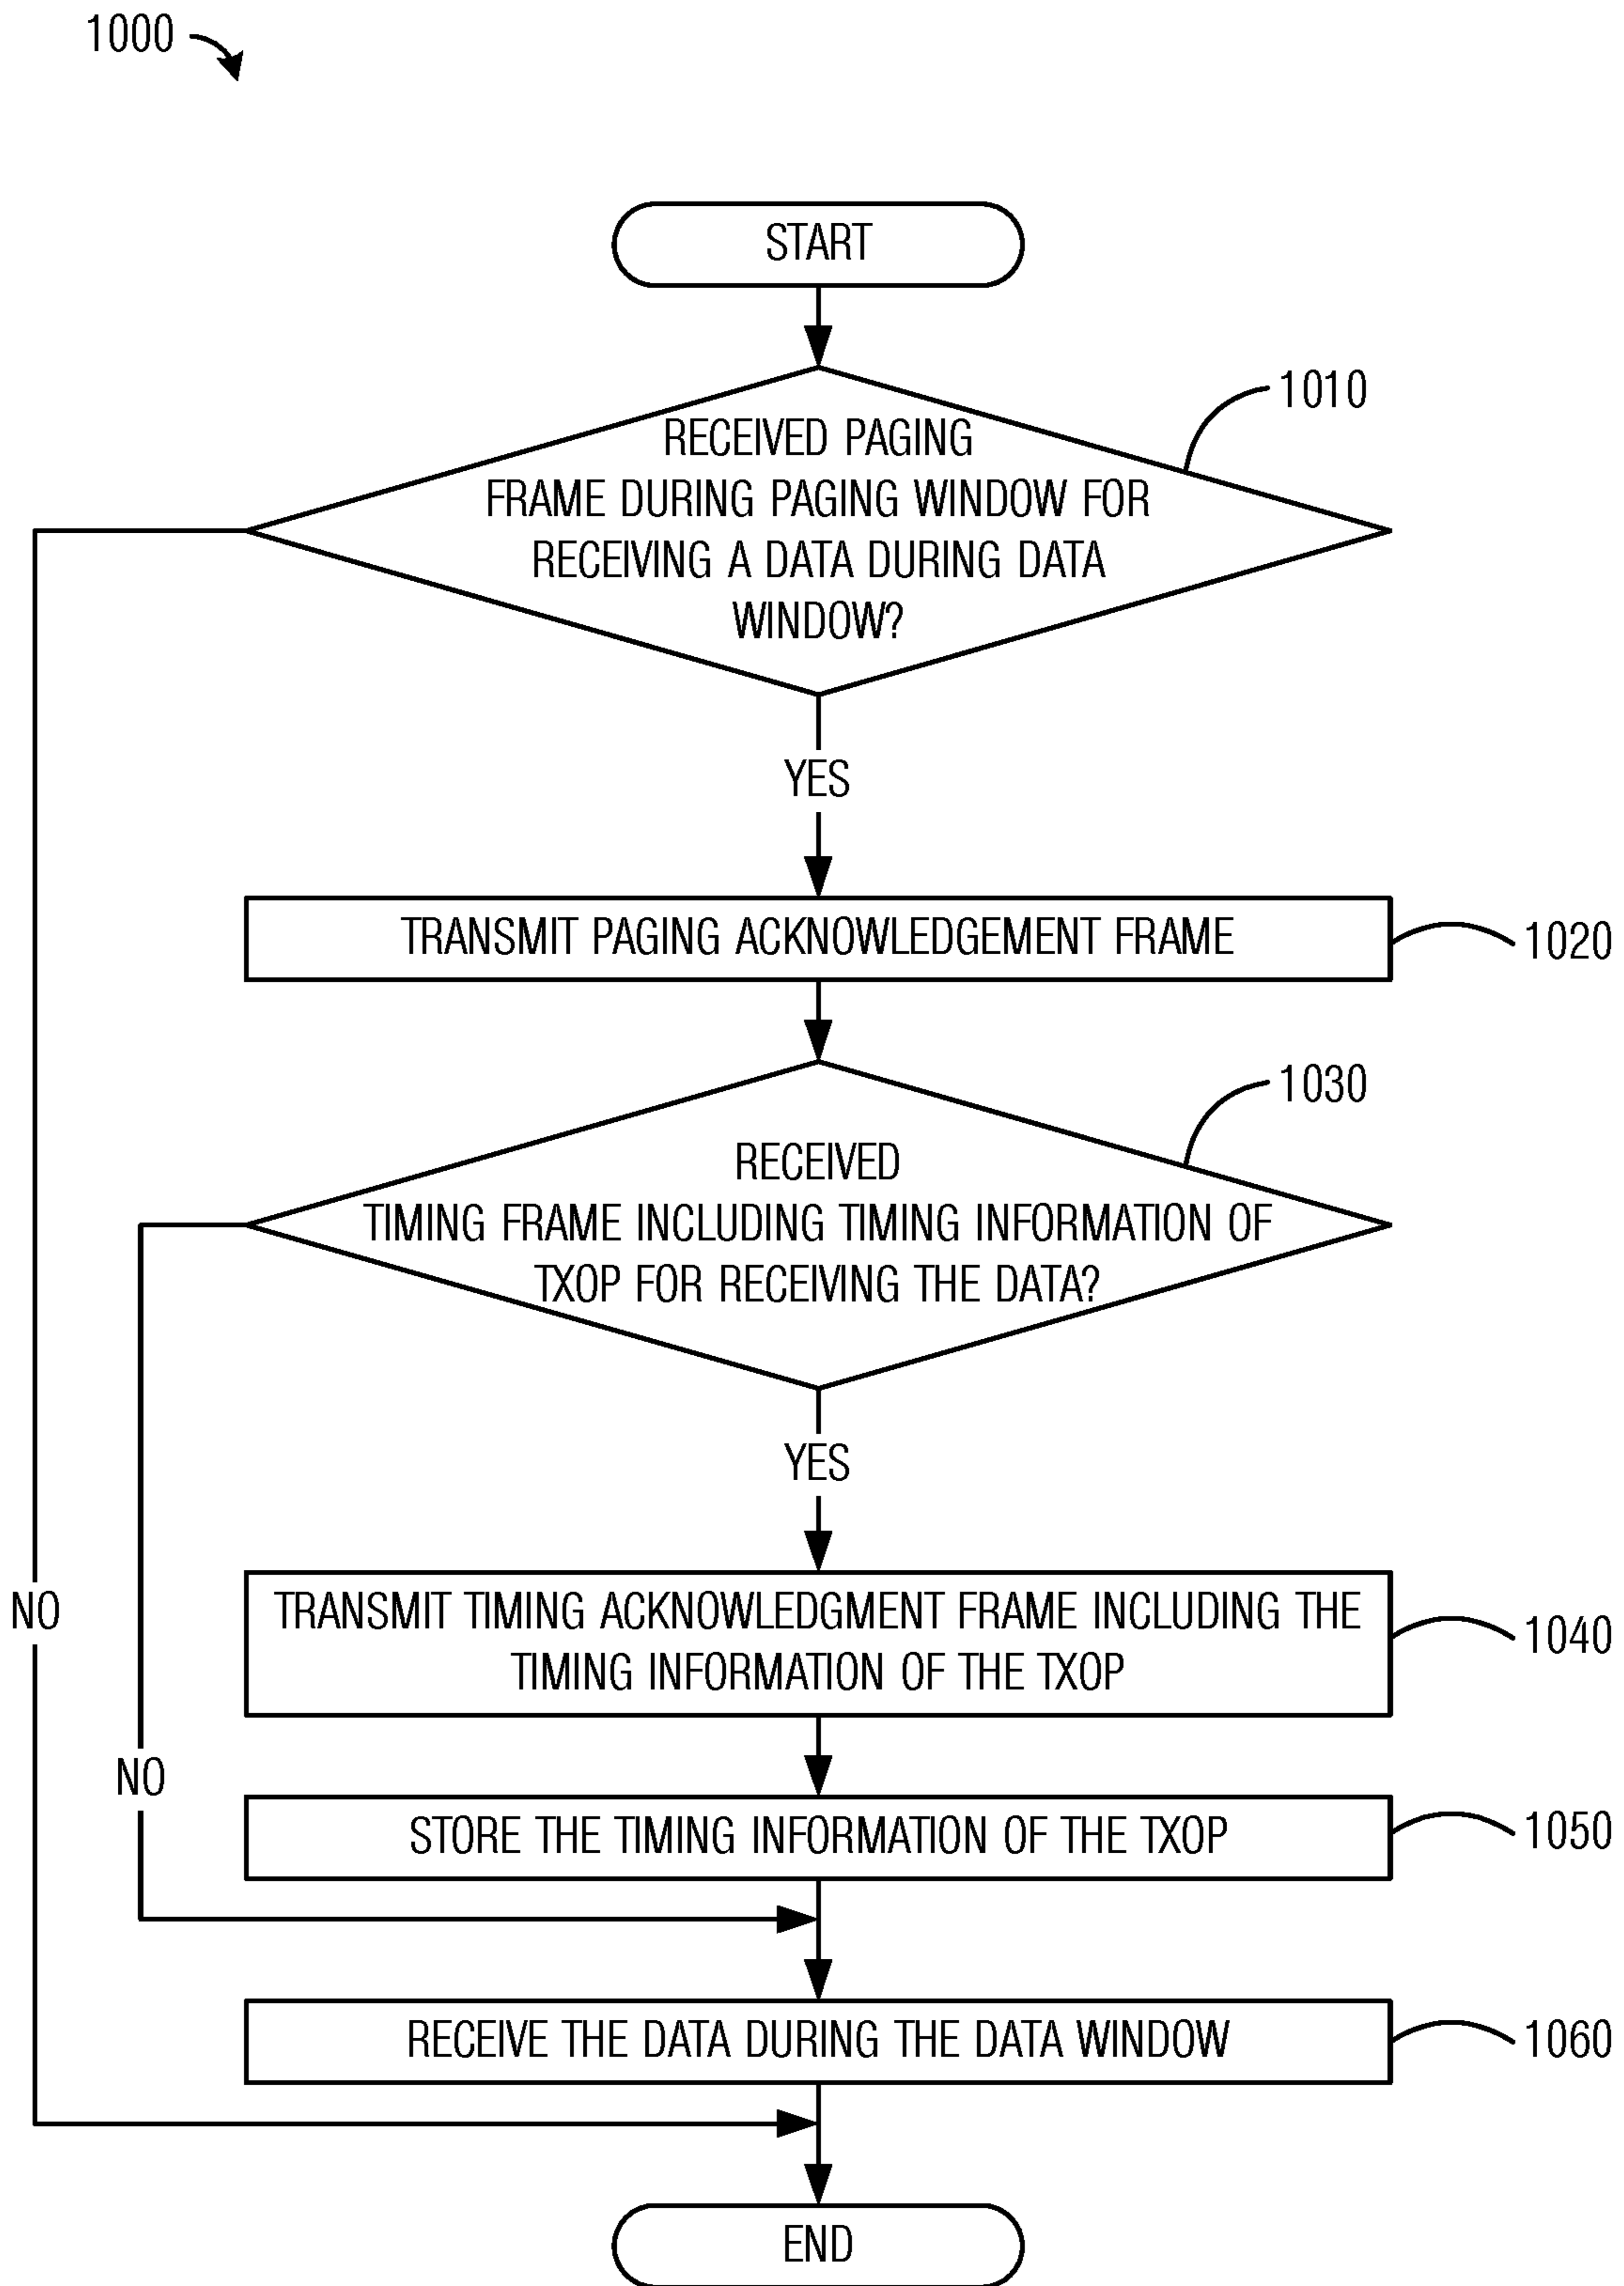 1000
START
1010
RECEIVED PAGING
FRAME DURING PAGING WINDOW FOR
RECEIVING A DATA DURING DATA
WINDOW?
YES
TRANSMIT PAGING ACKNOWLEDGEMENT FRAME
1020
1030
RECEIVED
TIMING FRAME INCLUDING TIMING INFORMATION OF
TXOP FOR RECEIVING THE DATA?
YES
TRANSMIT TIMING ACKNOWLEDGMENT FRAME INCLUDING THE
TIMING INFORMATION OF THE TXOP
1040
NO
NO
STORE THE TIMING INFORMATION OF THE TXOP
1050
RECEIVE THE DATA DURING THE DATA WINDOW
1060
END